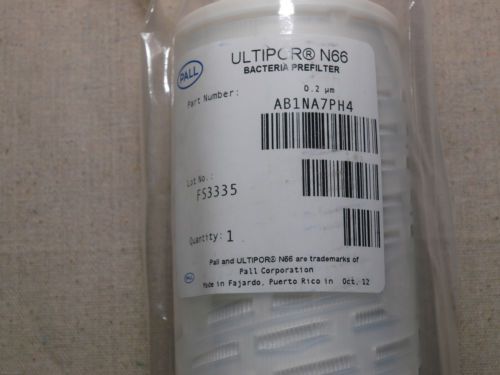 ULTIPOR® N66
BACTERIA PREFILTER
PALL
0.2 µm
Part Number:
AB1NA7PH4
Lot No.:
FS3335
Quantity: 1
Pall and ULTIPOR® N66 are trademarks of
Pall Corporation
PALL
Made in Fajardo, Puerto Rico in Oct. 12